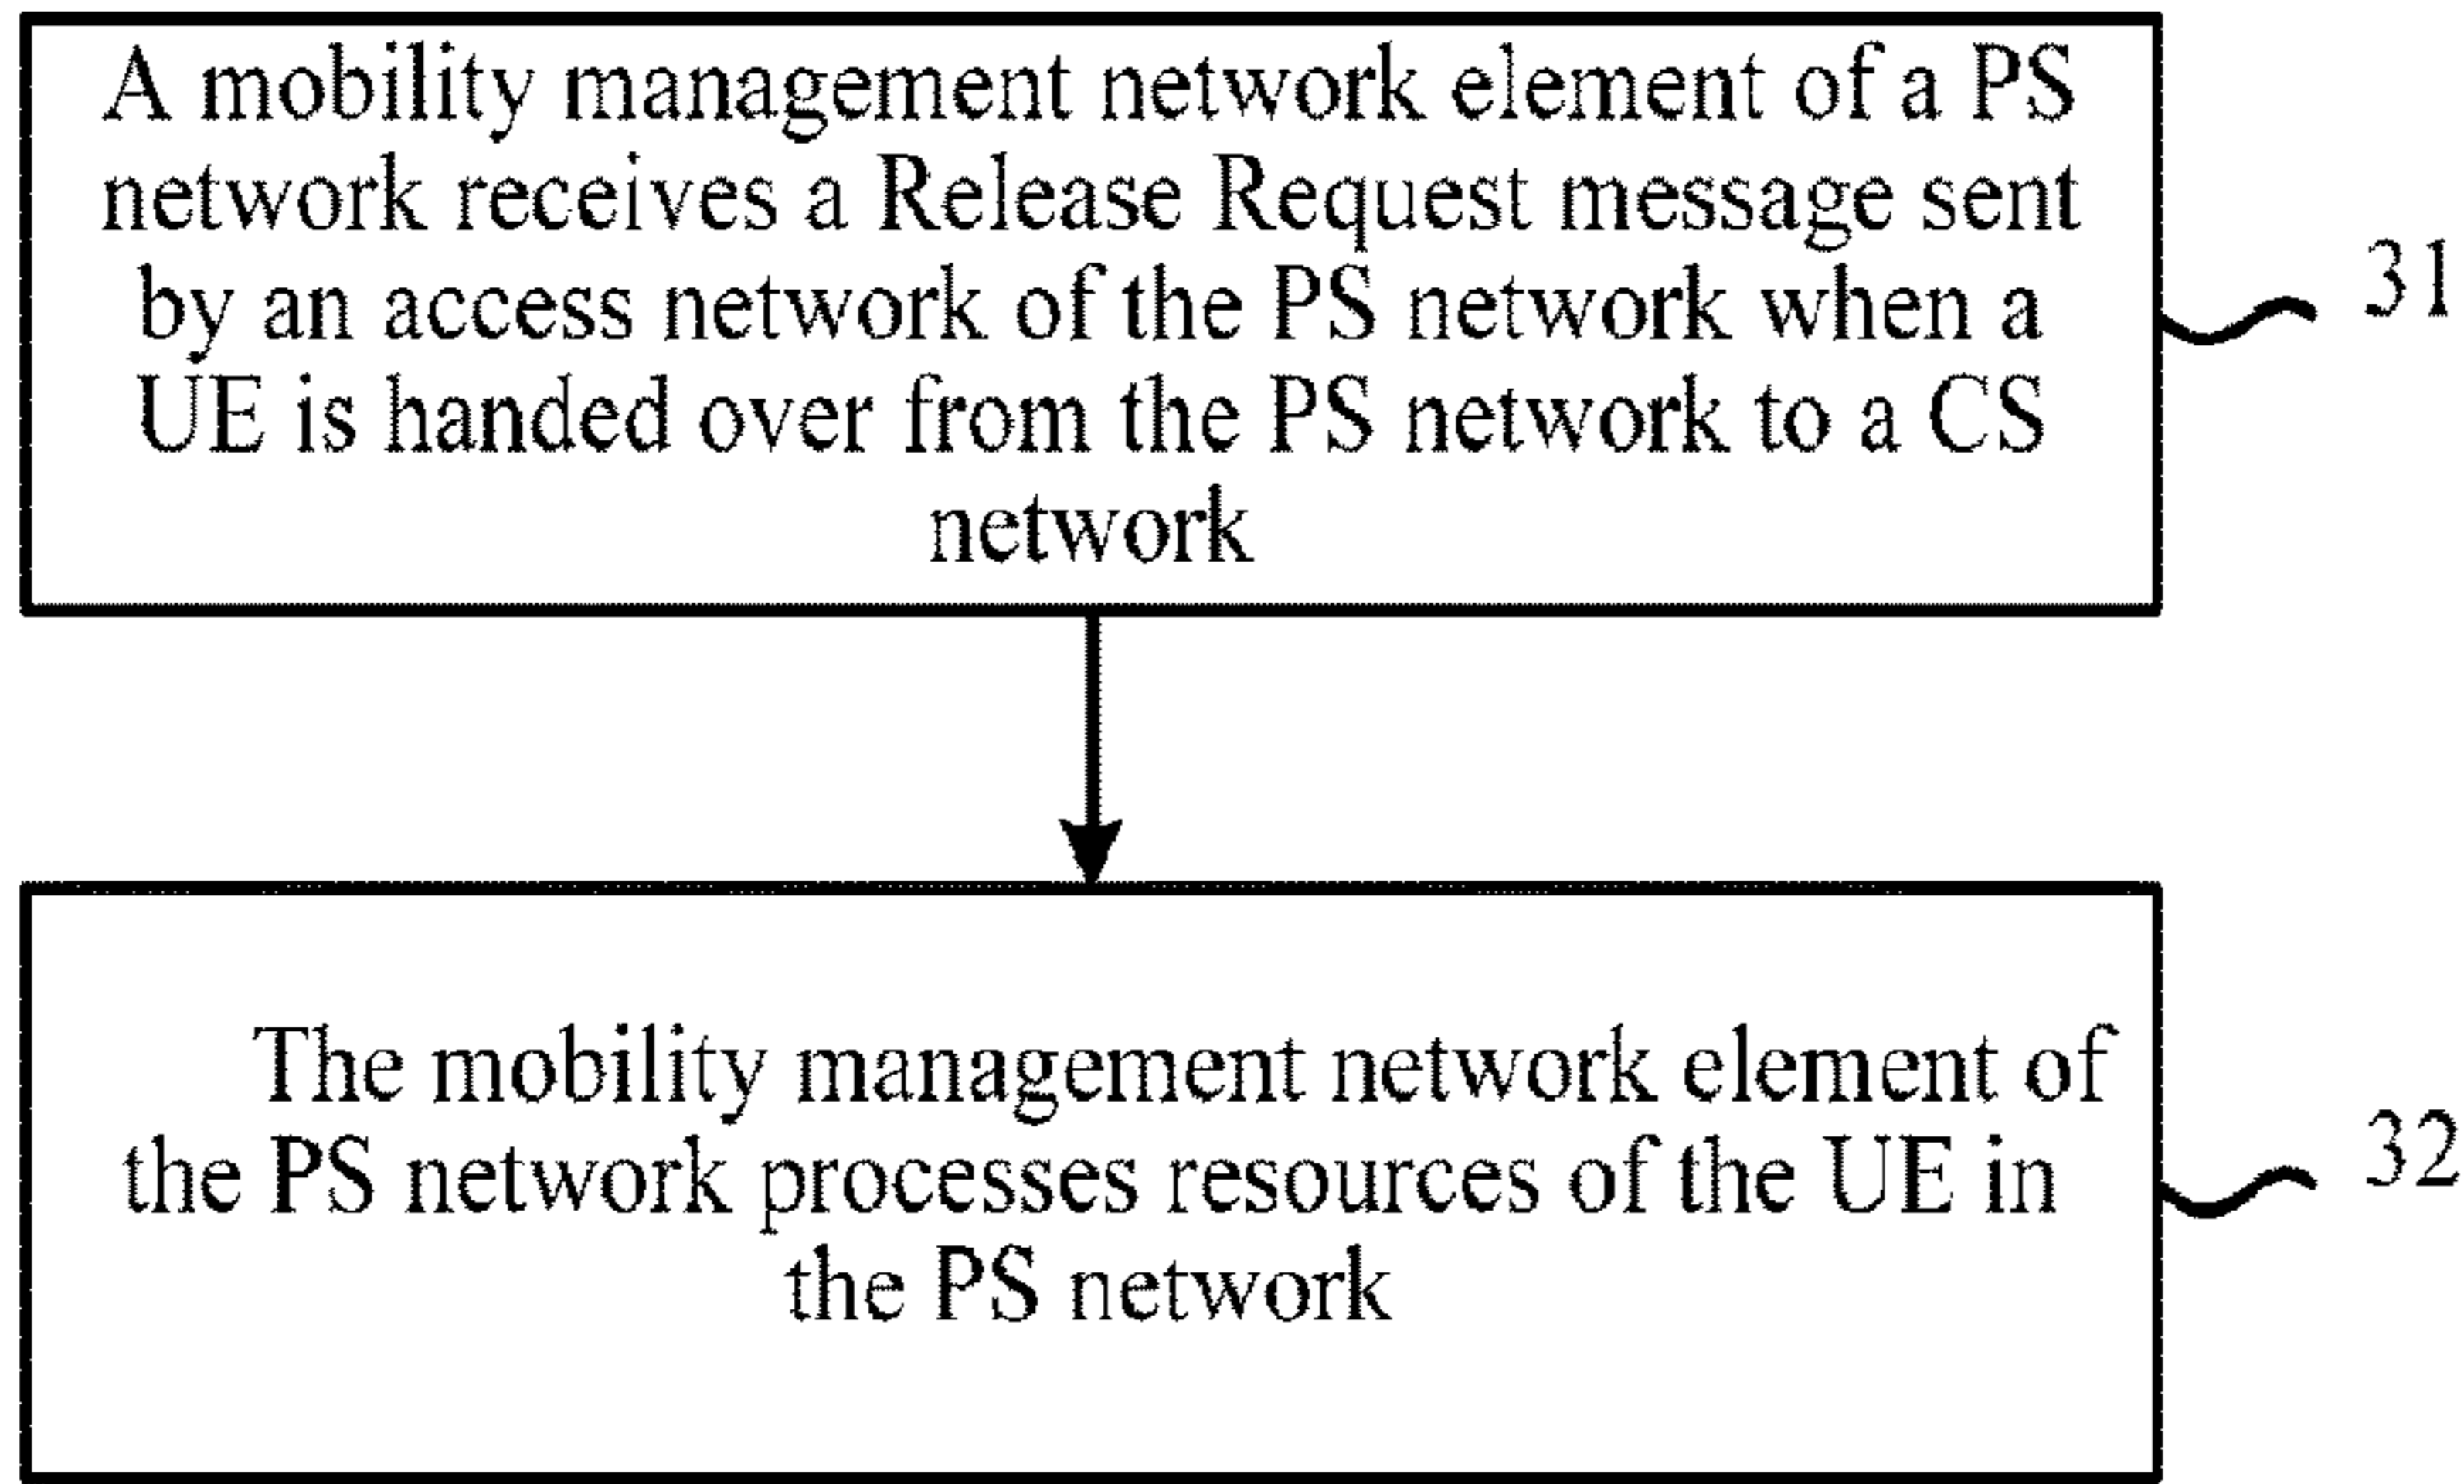 A mobility management network element of a PS
network receives a Release Request message sent
by an access network of the PS network when a
UE is handed over from the PS network to a CS
network
31
The mobility management network element of
the PS network processes resources of the UE in
the PS network
32